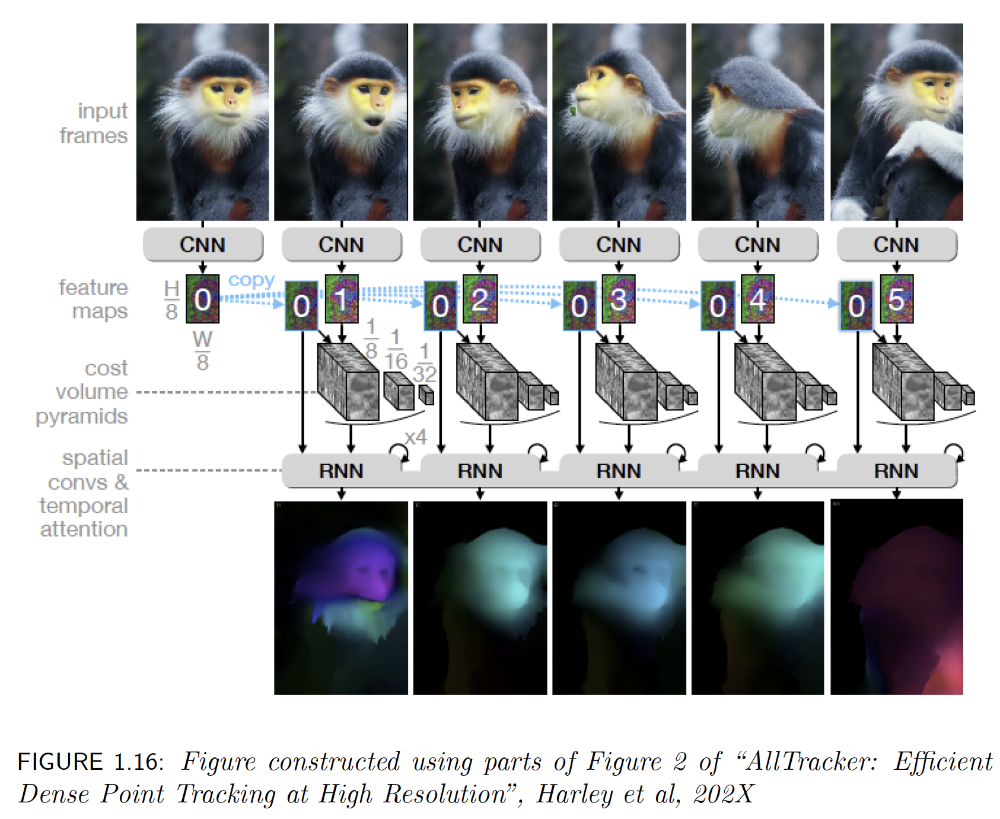 input
frames
CNN CNN CNN CNN CNN CNN
feature
maps
H
8
W
8
copy
0 0 1 0 2 0 3 0 4 0 5
1
8
1
16
1
32
cost
volume
pyramids
x4
spatial
convs &
temporal
attention
RNN RNN RNN RNN RNN
FIGURE 1.16: Figure constructed using parts of Figure 2 of “AllTracker: Efficient
Dense Point Tracking at High Resolution”, Harley et al, 202X